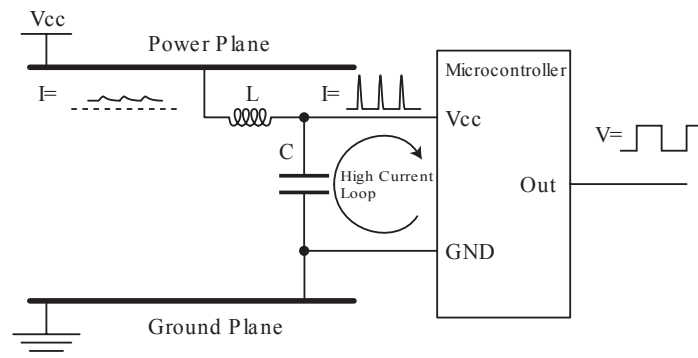 Vcc
Power Plane
Microcontroller
I=
L
I=
Vcc
V=
C
High Current
Loop
Out
GND
Ground Plane